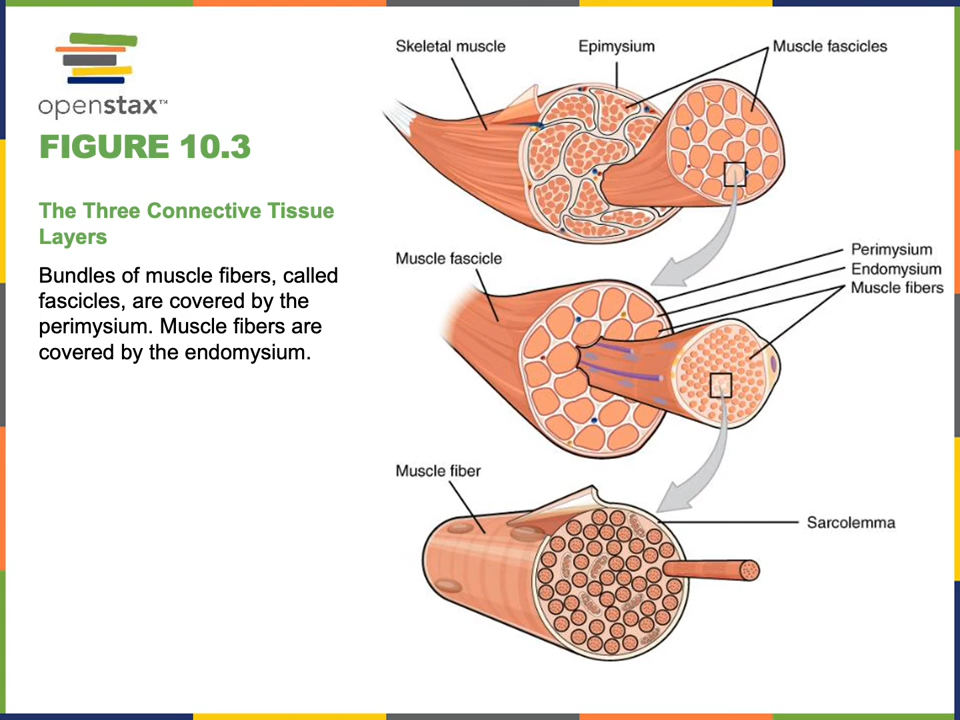 openstax™
FIGURE 10.3
The Three Connective Tissue
Layers
Bundles of muscle fibers, called
fascicles, are covered by the
perimysium. Muscle fibers are
covered by the endomysium.
Skeletal muscle
Epimysium
Muscle fascicles
Muscle fascicle
Perimysium
Endomysium
Muscle fibers
Muscle fiber
Sarcolemma